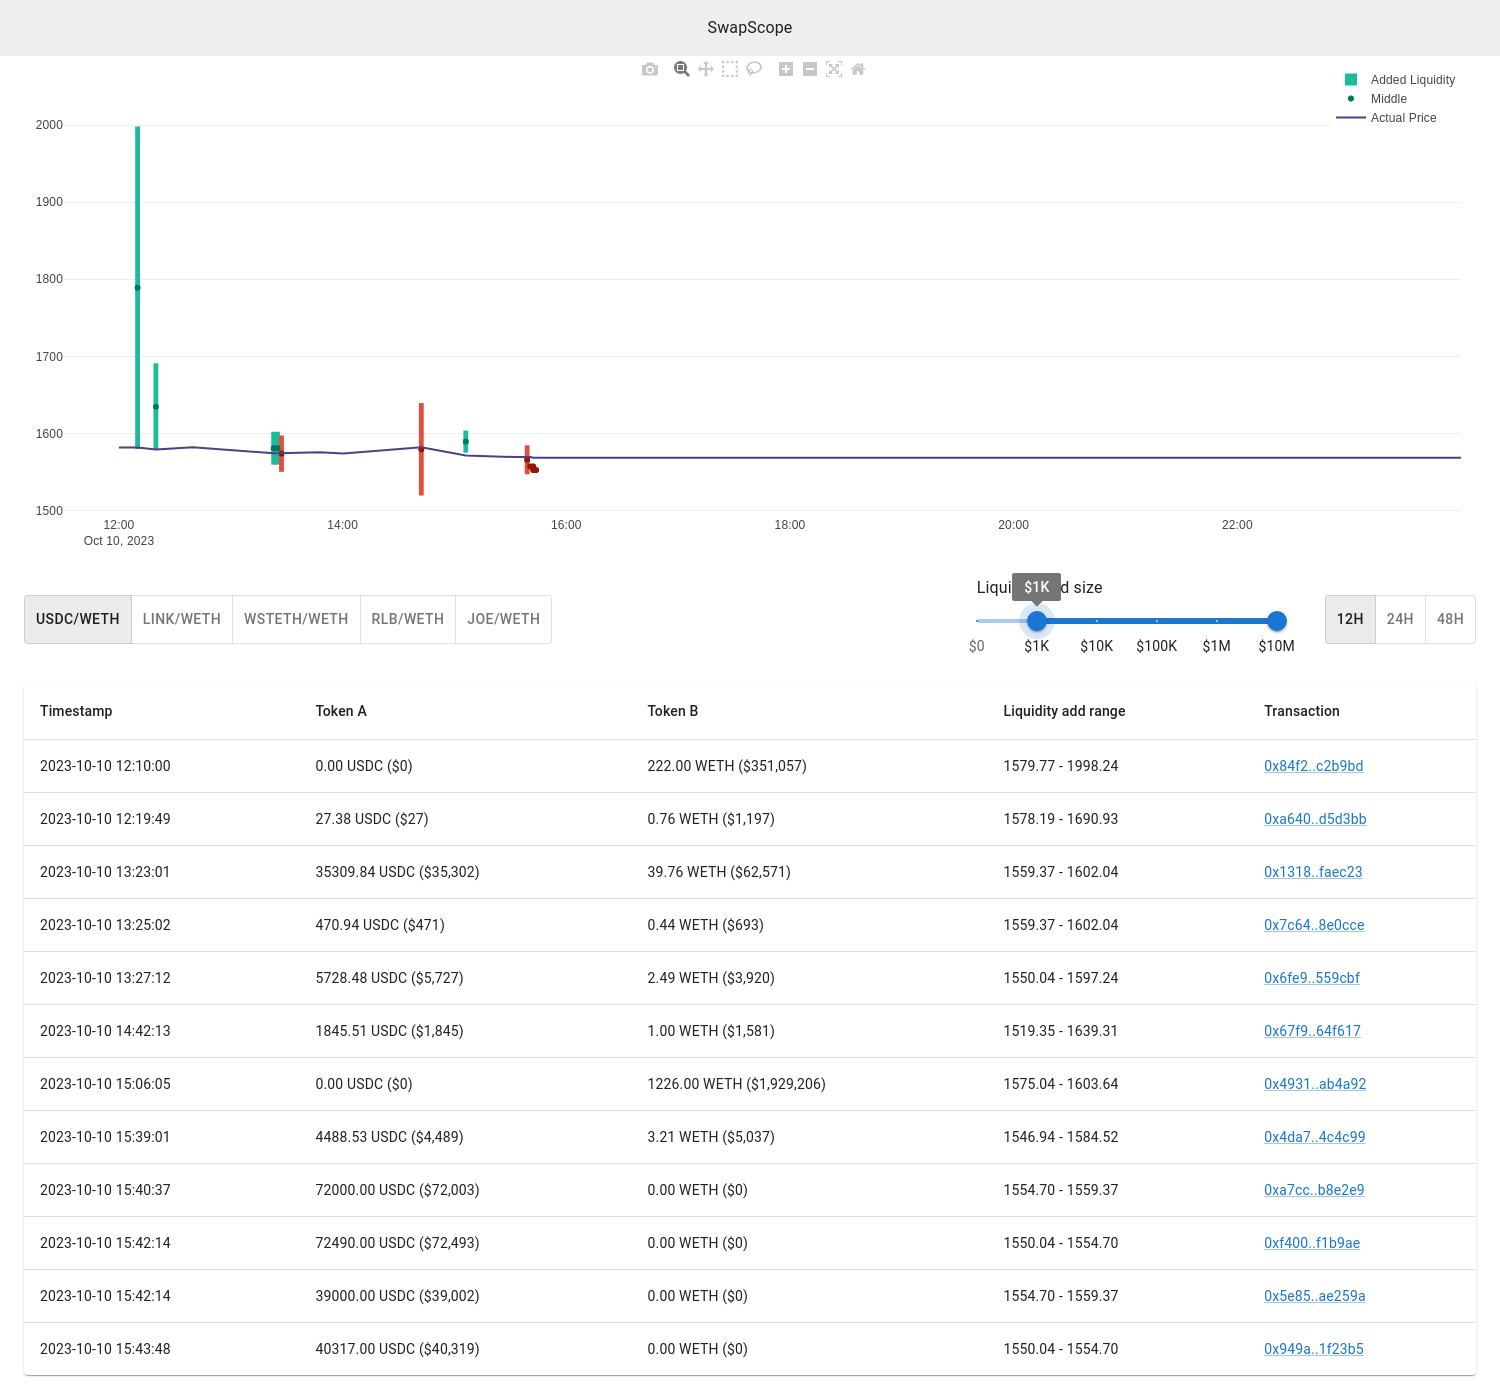 SwapScope
Added Liquidity
Middle
Actual Price
2000
1900
1800
1700
1600
1500
12:00 14:00 16:00 18:00 20:00 22:00
Oct 10, 2023
Liqui $1K d size
USDC/WETH LINK/WETH WSTETH/WETH RLB/WETH JOE/WETH
12H 24H 48H
$0 $1K $10K $100K $1M $10M
Timestamp Token A Token B Liquidity add range Transaction
2023-10-10 12:10:00 0.00 USDC ($0) 222.00 WETH ($351,057) 1579.77 - 1998.24 0x84f2..c2b9bd
2023-10-10 12:19:49 27.38 USDC ($27) 0.76 WETH ($1,197) 1578.19 - 1690.93 0xa640..d5d3bb
2023-10-10 13:23:01 35309.84 USDC ($35,302) 39.76 WETH ($62,571) 1559.37 - 1602.04 0x1318..faec23
2023-10-10 13:25:02 470.94 USDC ($471) 0.44 WETH ($693) 1559.37 - 1602.04 0x7c64..8e0cce
2023-10-10 13:27:12 5728.48 USDC ($5,727) 2.49 WETH ($3,920) 1550.04 - 1597.24 0x6fe9..559cbf
2023-10-10 14:42:13 1845.51 USDC ($1,845) 1.00 WETH ($1,581) 1519.35 - 1639.31 0x67f9..64f617
2023-10-10 15:06:05 0.00 USDC ($0) 1226.00 WETH ($1,929,206) 1575.04 - 1603.64 0x4931..ab4a92
2023-10-10 15:39:01 4488.53 USDC ($4,489) 3.21 WETH ($5,037) 1546.94 - 1584.52 0x4da7..4c4c99
2023-10-10 15:40:37 72000.00 USDC ($72,003) 0.00 WETH ($0) 1554.70 - 1559.37 0xa7cc..b8e2e9
2023-10-10 15:42:14 72490.00 USDC ($72,493) 0.00 WETH ($0) 1550.04 - 1554.70 0xf400..f1b9ae
2023-10-10 15:42:14 39000.00 USDC ($39,002) 0.00 WETH ($0) 1554.70 - 1559.37 0x5e85..ae259a
2023-10-10 15:43:48 40317.00 USDC ($40,319) 0.00 WETH ($0) 1550.04 - 1554.70 0x949a..1f23b5